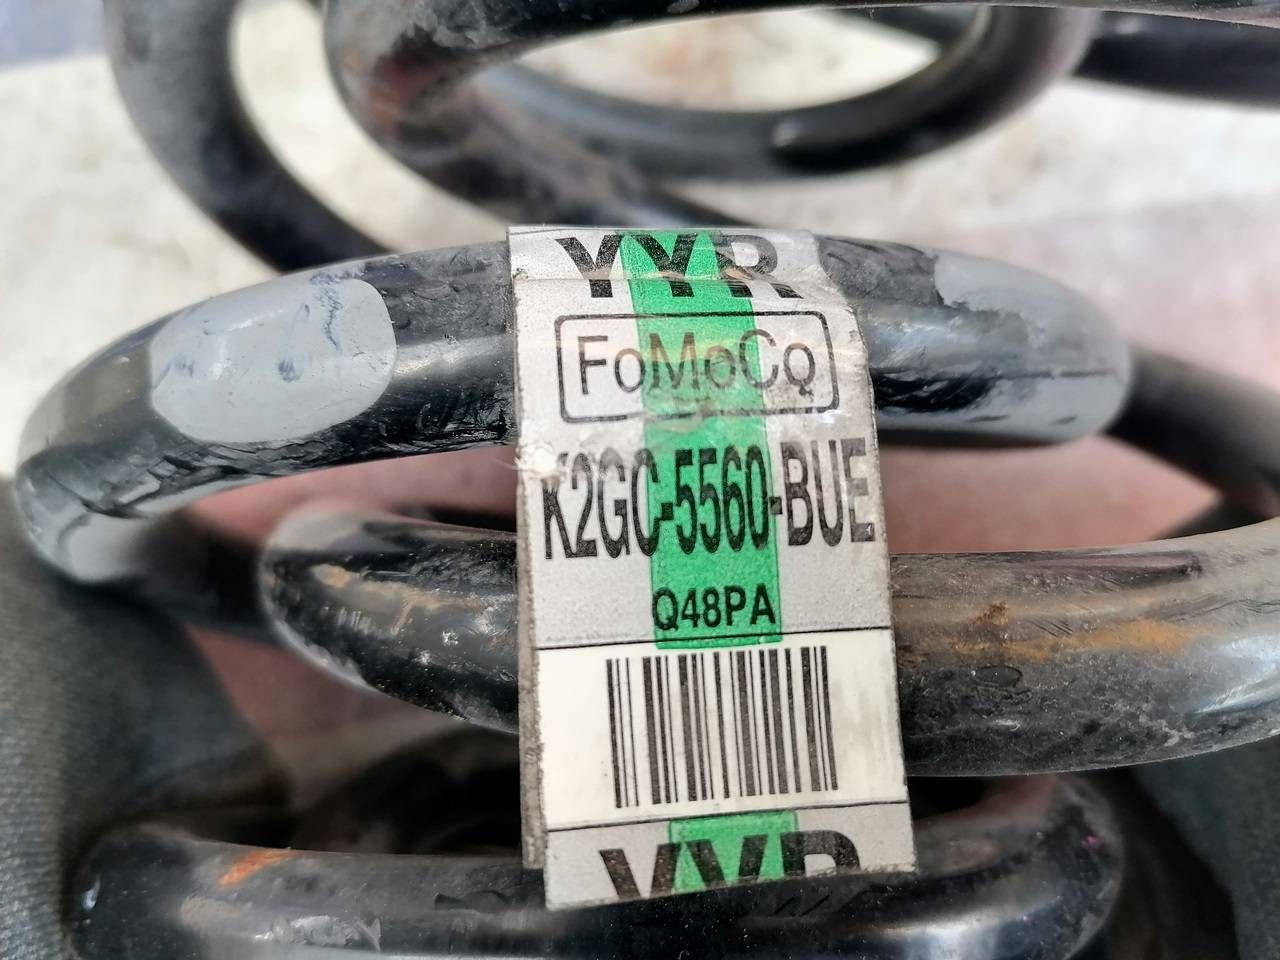 YYR
FoMoCo
K2GC-5560-BUE
Q48PA
YYR